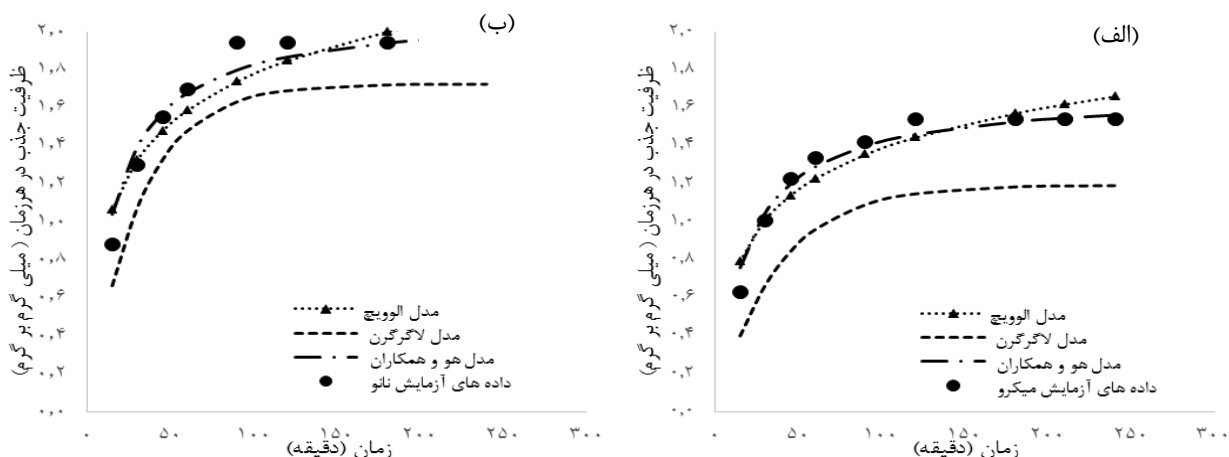 (الف)
ظرفیت جذب در هرزمان ( میلی گرم بر گرم)
۲٫۰
۱٫۸
۱٫۶
۱٫۴
۱٫۲
۱٫۰
۰٫۸
۰٫۶
۰٫۴
۰٫۲
۰٫۰
مدل الوویچ
مدل لاگرگرن
مدل هو و همکاران
داده های آزمایش میکرو
۰ ۵۰ ۱۰۰ ۱۵۰ ۲۰۰ ۲۵۰ ۳۰۰
زمان (دقیقه)
(ب)
ظرفیت جذب در هرزمان ( میلی گرم بر گرم)
۲٫۰
۱٫۸
۱٫۶
۱٫۴
۱٫۲
۱٫۰
۰٫۸
۰٫۶
۰٫۴
۰٫۲
۰٫۰
مدل الوویچ
مدل لاگرگرن
مدل هو و همکاران
داده های آزمایش نانو
۰ ۵۰ ۱۰۰ ۱۵۰ ۲۰۰ ۲۵۰ ۳۰۰
زمان (دقیقه)